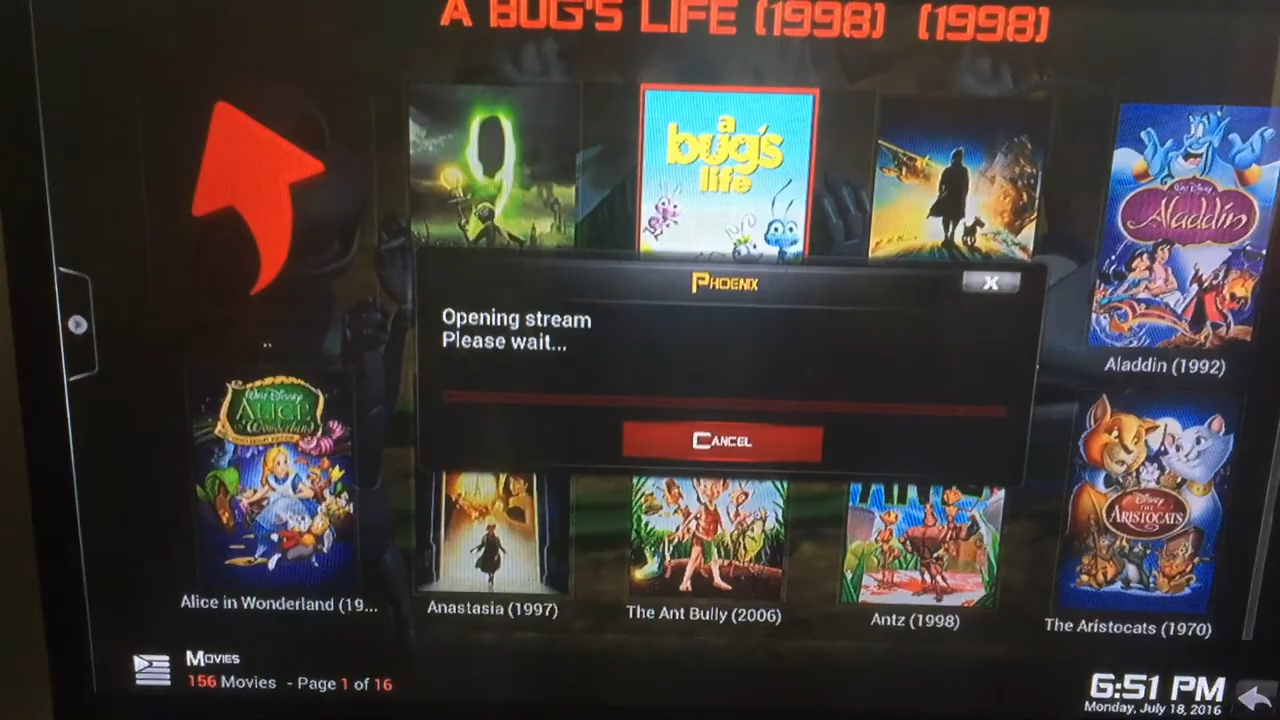 A BUG'S LIFE (1998) (1998)
9
a
bug's
life
Walt Disney
Aladdin
PHOENIX
X
Opening stream
Please wait...
CANCEL
..
Aladdin (1992)
Walt Disney
ALICE
in Wonderland
Disney
THE
ARISTOCATS
Alice in Wonderland (19...
Anastasia (1997)
The Ant Bully (2006)
Antz (1998)
The Aristocats (1970)
MOVIES
156 Movies - Page 1 of 16
6:51 PM
Monday, July 18, 2016